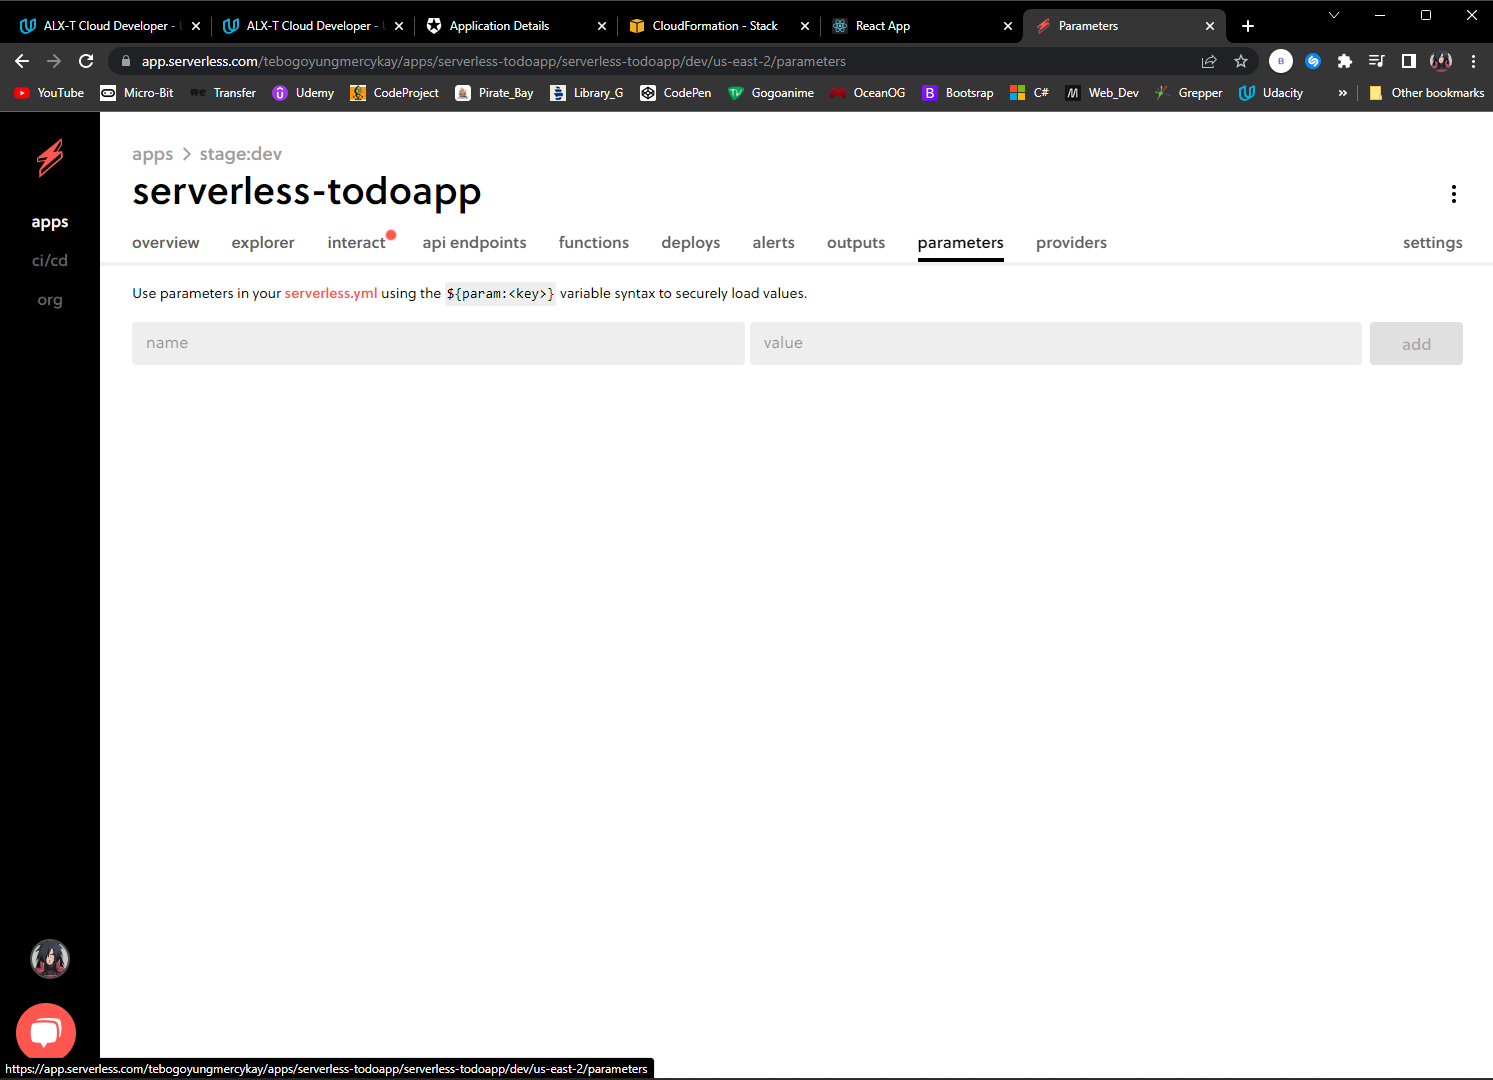 ALX-T Cloud Developer -
ALX-T Cloud Developer -
Application Details
CloudFormation - Stack
React App
Parameters
app.serverless.com/tebogoyungmercykay/apps/serverless-todoapp/serverless-todoapp/dev/us-east-2/parameters
B
YouTube
Micro-Bit
we Transfer
Udemy
CodeProject
Pirate_Bay
Library_G
CodePen
TV Gogoanime
OceanOG
B Bootsrap
C#
Web_Dev
Grepper
Udacity
»
Other bookmarks
apps
ci/cd
org
apps > stage:dev
serverless-todoapp
overview
explorer
interact
api endpoints
functions
deploys
alerts
outputs
parameters
providers
settings
Use parameters in your serverless.yml using the ${param:<key>} variable syntax to securely load values.
name
value
add
https://app.serverless.com/tebogoyungmercykay/apps/serverless-todoapp/serverless-todoapp/dev/us-east-2/parameters